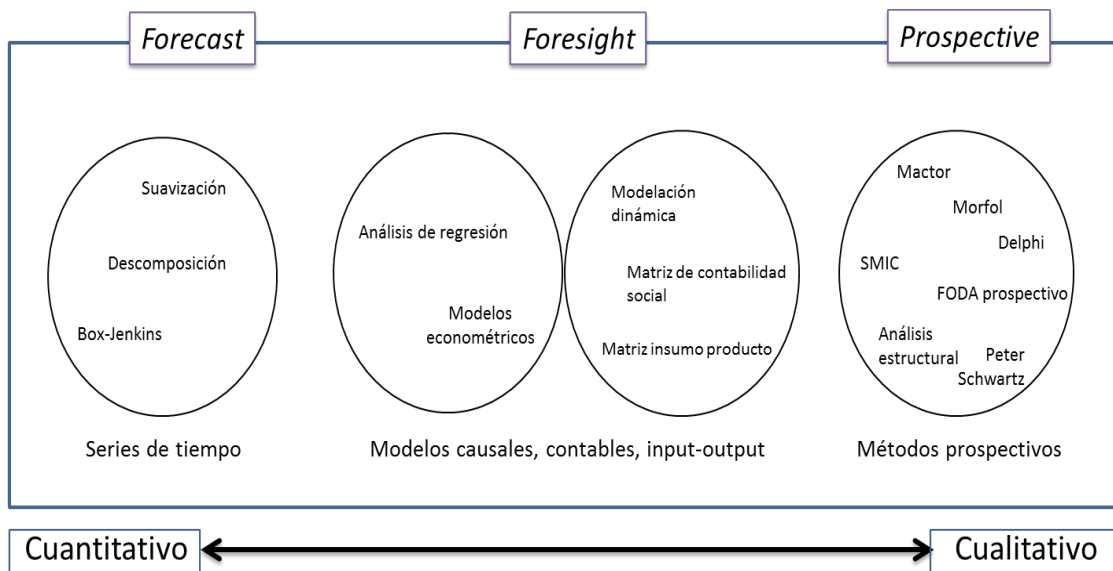 Forecast
Foresight
Prospective
Suavización
Descomposición
Box-Jenkins
Análisis de regresión
Modelos
econométricos
Modelación
dinámica
Matriz de contabilidad
social
Matriz insumo producto
Mactor
Morfol
Delphi
SMIC
FODA prospectivo
Análisis
estructural
Peter
Schwartz
Series de tiempo
Modelos causales, contables, input-output
Métodos prospectivos
Cuantitativo
Cualitativo